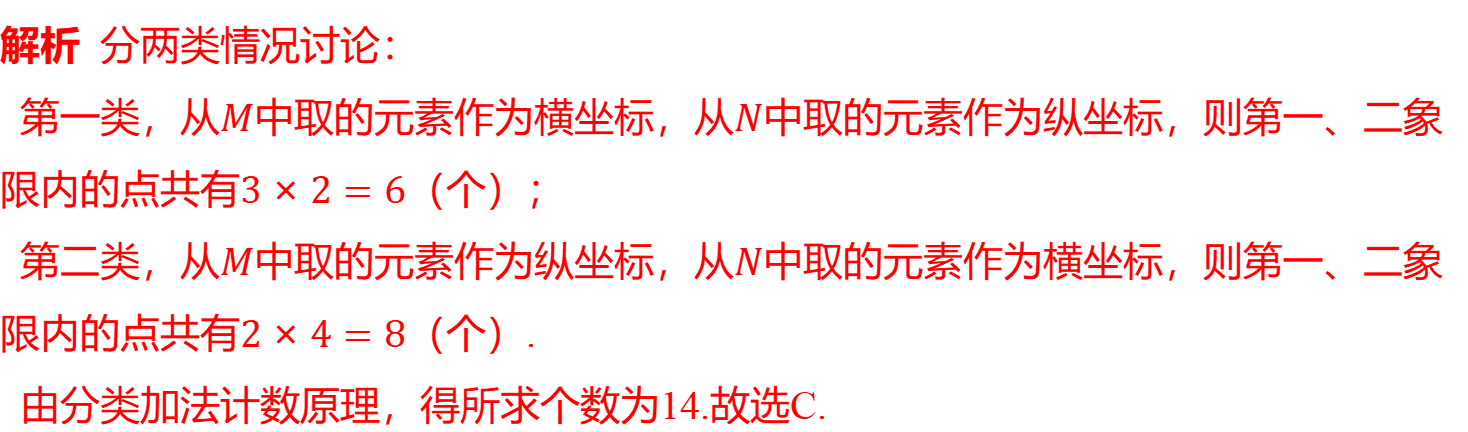 解析 分两类情况讨论：
第一类，从M中取的元素作为横坐标，从N中取的元素作为纵坐标，则第一、二象
限内的点共有3 × 2 = 6（个）；
第二类，从M中取的元素作为纵坐标，从N中取的元素作为横坐标，则第一、二象
限内的点共有2 × 4 = 8（个）.
由分类加法计数原理，得所求个数为14.故选C.